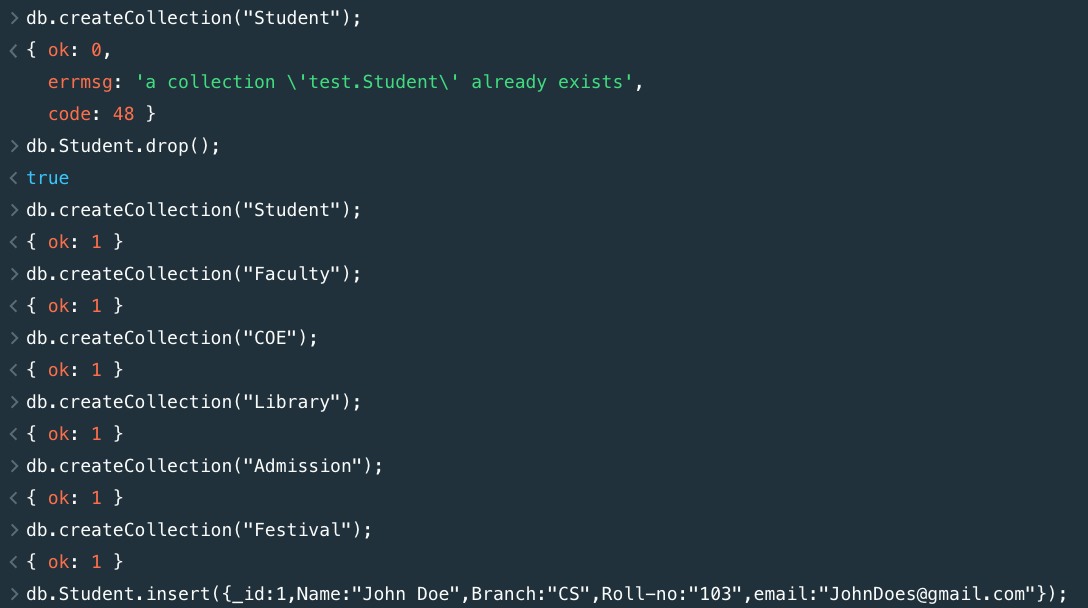 > db.createCollection("Student");
< { ok: 0,
errmsg: 'a collection \'test.Student\' already exists',
code: 48 }
> db.Student.drop();
< true
> db.createCollection("Student");
< { ok: 1 }
> db.createCollection("Faculty");
< { ok: 1 }
> db.createCollection("COE");
< { ok: 1 }
> db.createCollection("Library");
< { ok: 1 }
> db.createCollection("Admission");
< { ok: 1 }
> db.createCollection("Festival");
< { ok: 1 }
> db.Student.insert({_id:1,Name:"John Doe",Branch:"CS",Roll-no:"103",email:"JohnDoes@gmail.com"});